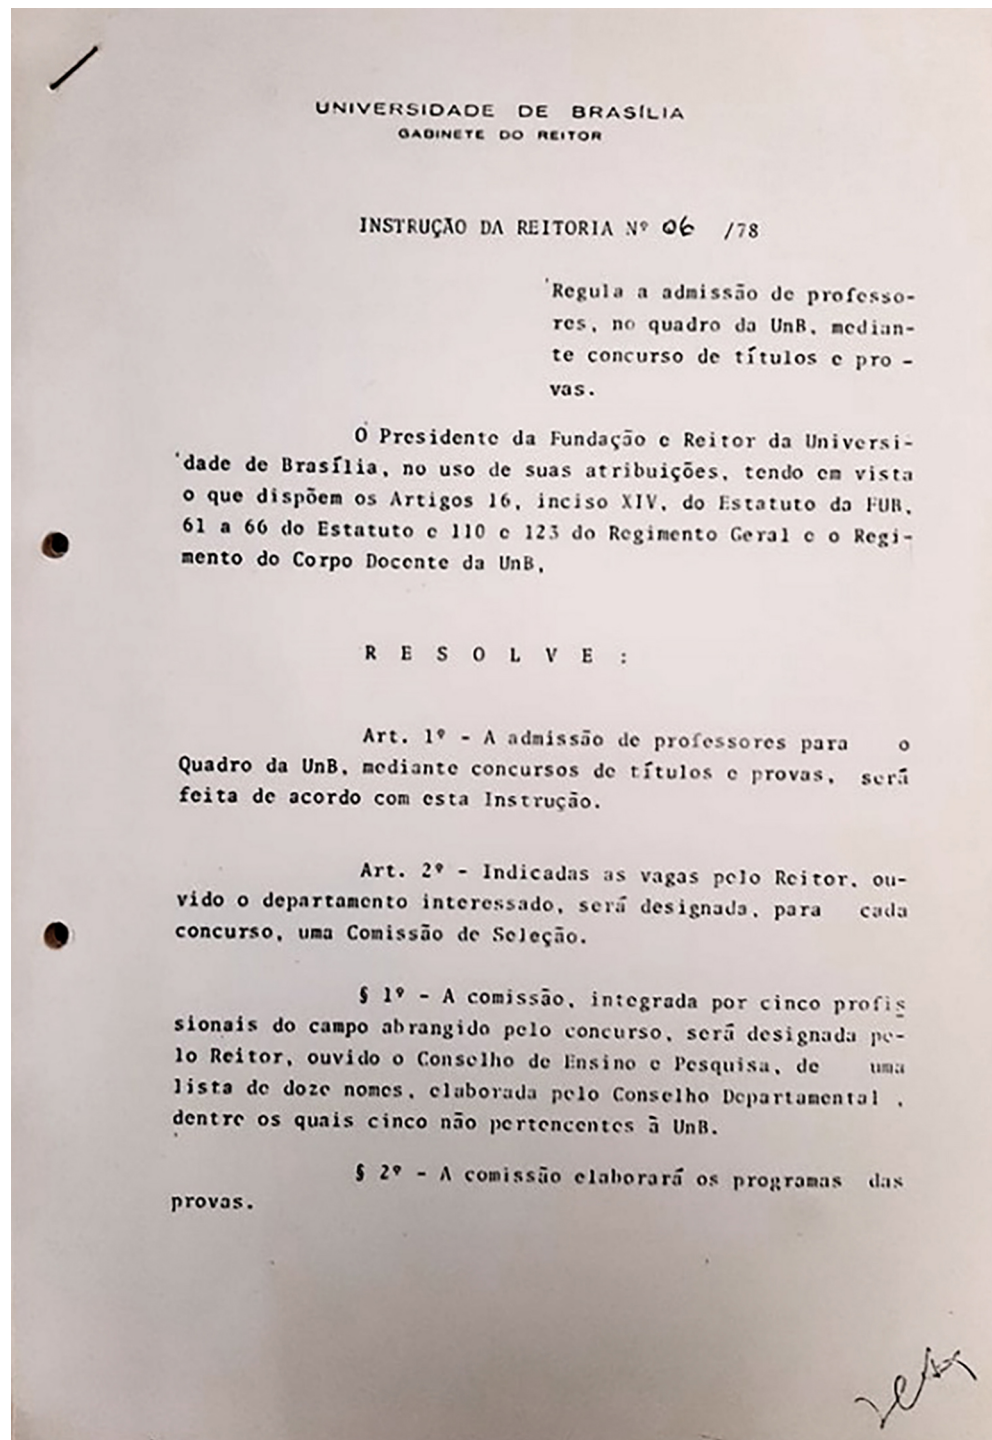 UNIVERSIDADE DE BRASÍLIA
GABINETE DO REITOR
INSTRUÇÃO DA REITORIA Nº 06 /78
Regula a admissão de professo-
res, no quadro da UnB, median-
te concurso de títulos e pro -
vas.
O Presidente da Fundação e Reitor da Universi-
dade de Brasília, no uso de suas atribuições, tendo em vista
o que dispõem os Artigos 16, inciso XIV, do Estatuto da FUB,
61 a 66 do Estatuto e 110 e 123 do Regimento Geral e o Regi-
mento do Corpo Docente da UnB,
R E S O L V E :
Art. 1º - A admissão de professores para o
Quadro da UnB, mediante concursos de títulos e provas, será
feita de acordo com esta Instrução.
Art. 2º - Indicadas as vagas pelo Reitor, ou-
vido o departamento interessado, será designada, para cada
concurso, uma Comissão de Seleção.
§ 1º - A comissão, integrada por cinco profis
sionais do campo abrangido pelo concurso, será designada pe-
lo Reitor, ouvido o Conselho de Ensino e Pesquisa, de uma
lista de doze nomes, elaborada pelo Conselho Departamental ,
dentre os quais cinco não pertencentes à UnB.
§ 2º - A comissão elaborará os programas das
provas.